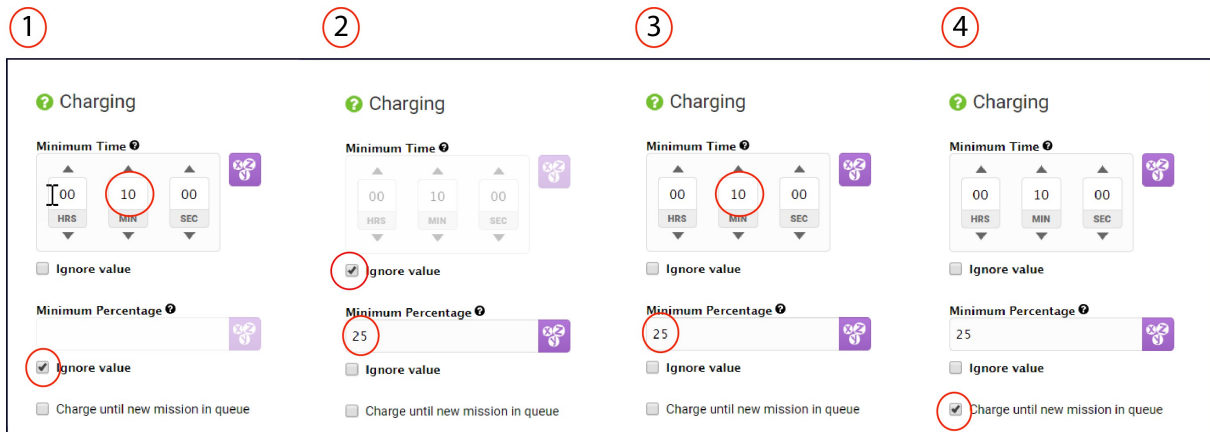 1
2
3
4
Charging
Minimum Time
00 10 00
HRS MIN SEC
Ignore value
Minimum Percentage
Ignore value
Charge until new mission in queue
Charging
Minimum Time
00 10 00
HRS MIN SEC
Ignore value
Minimum Percentage
25
Ignore value
Charge until new mission in queue
Charging
Minimum Time
00 10 00
HRS MIN SEC
Ignore value
Minimum Percentage
25
Ignore value
Charge until new mission in queue
Charging
Minimum Time
00 10 00
HRS MIN SEC
Ignore value
Minimum Percentage
25
Ignore value
Charge until new mission in queue